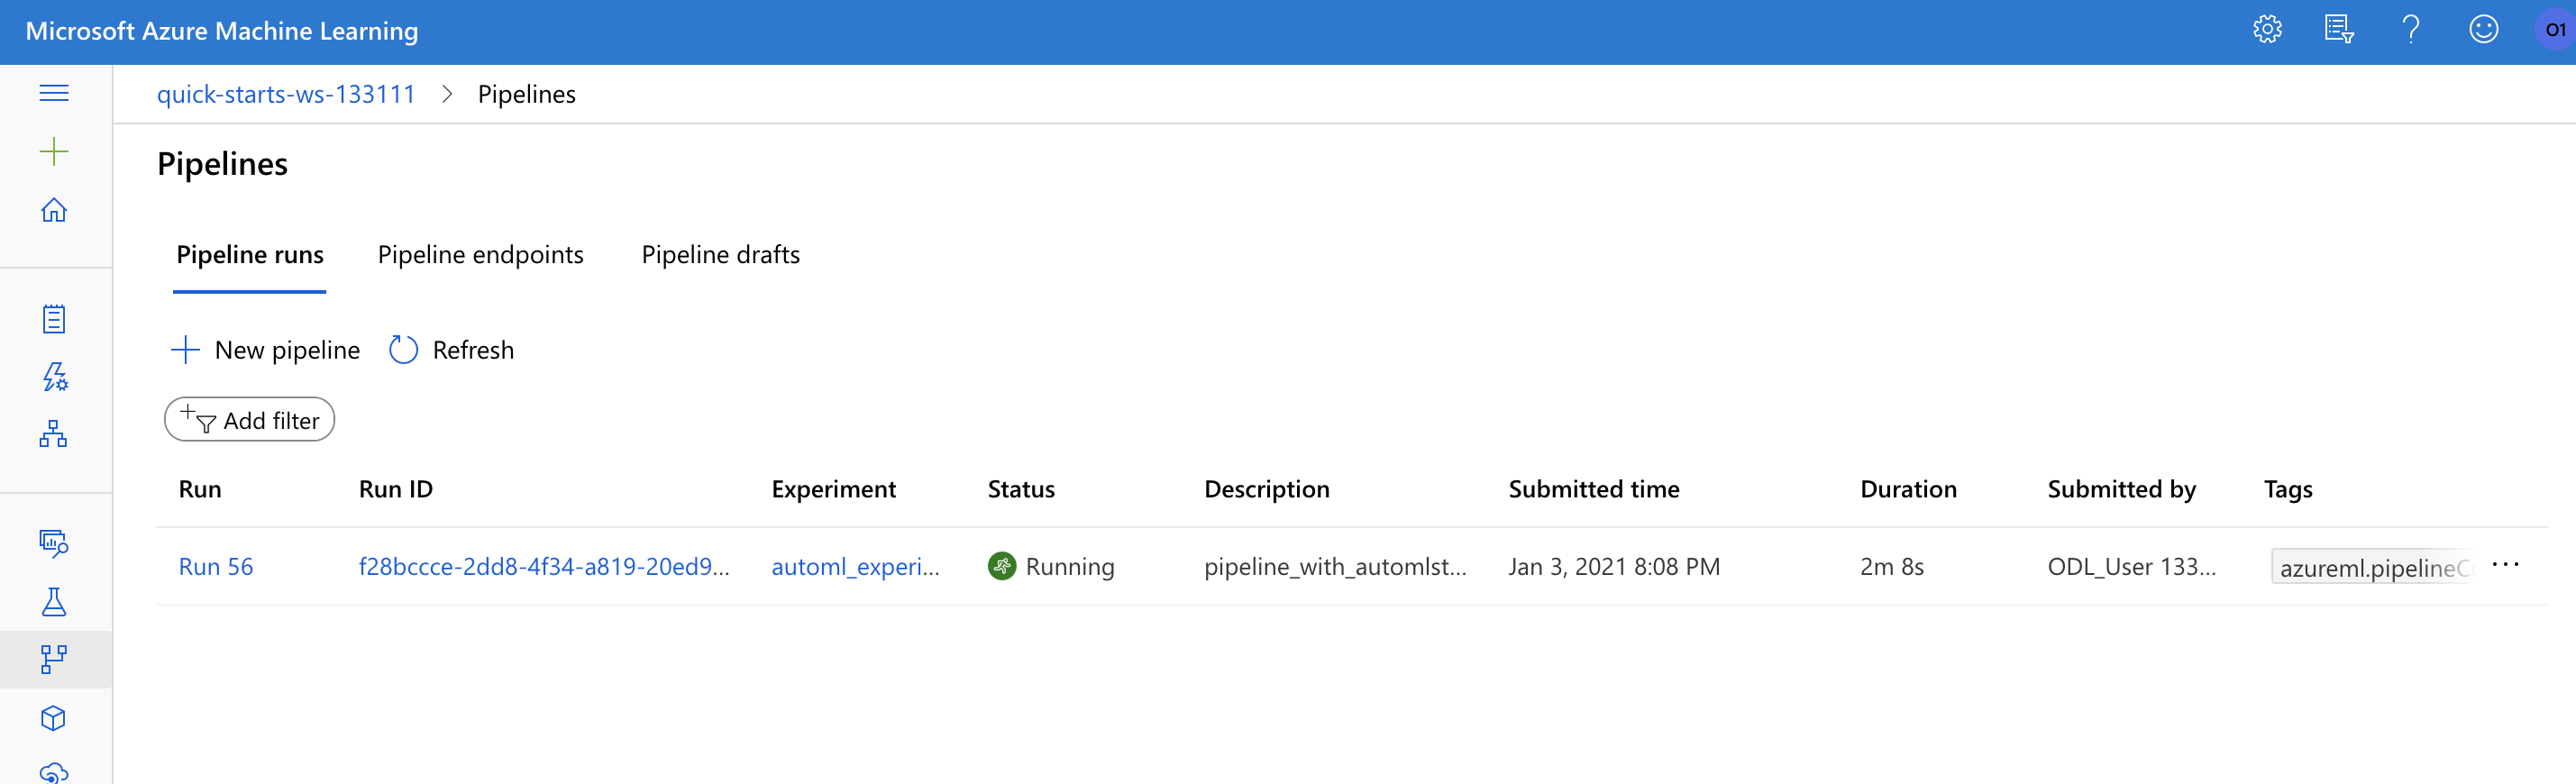 Microsoft Azure Machine Learning
O1
quick-starts-ws-133111 > Pipelines
Pipelines
Pipeline runs Pipeline endpoints Pipeline drafts
New pipeline Refresh
Add filter
Run Run ID Experiment Status Description Submitted time Duration Submitted by Tags
Run 56 f28bccce-2dd8-4f34-a819-20ed9... automl_experi... Running pipeline_with_automlst... Jan 3, 2021 8:08 PM 2m 8s ODL_User 133... azureml.pipelineC ...